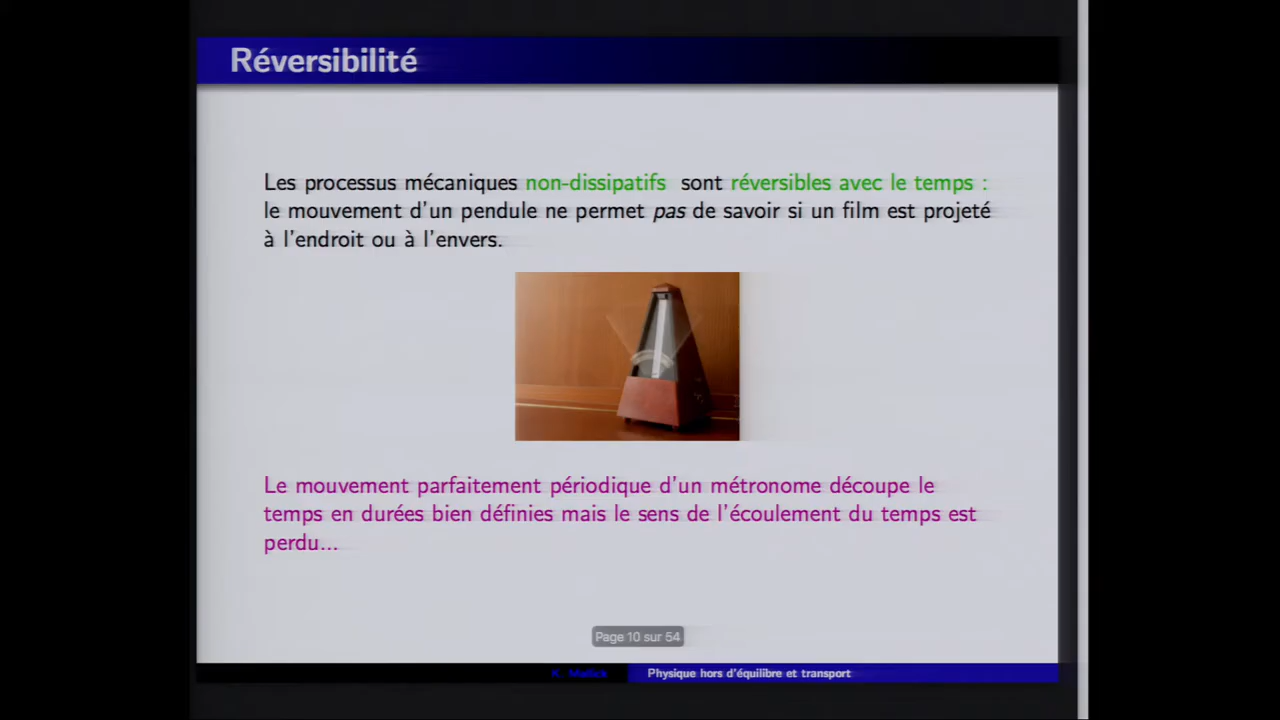 Réversibilité
Les processus mécaniques non-dissipatifs sont réversibles avec le temps :
le mouvement d'un pendule ne permet pas de savoir si un film est projeté
à l'endroit ou à l'envers.
Le mouvement parfaitement périodique d'un métronome découpe le
temps en durées bien définies mais le sens de l'écoulement du temps est
perdu...
Page 10 sur 54
K. Mallick Physique hors d'équilibre et transport